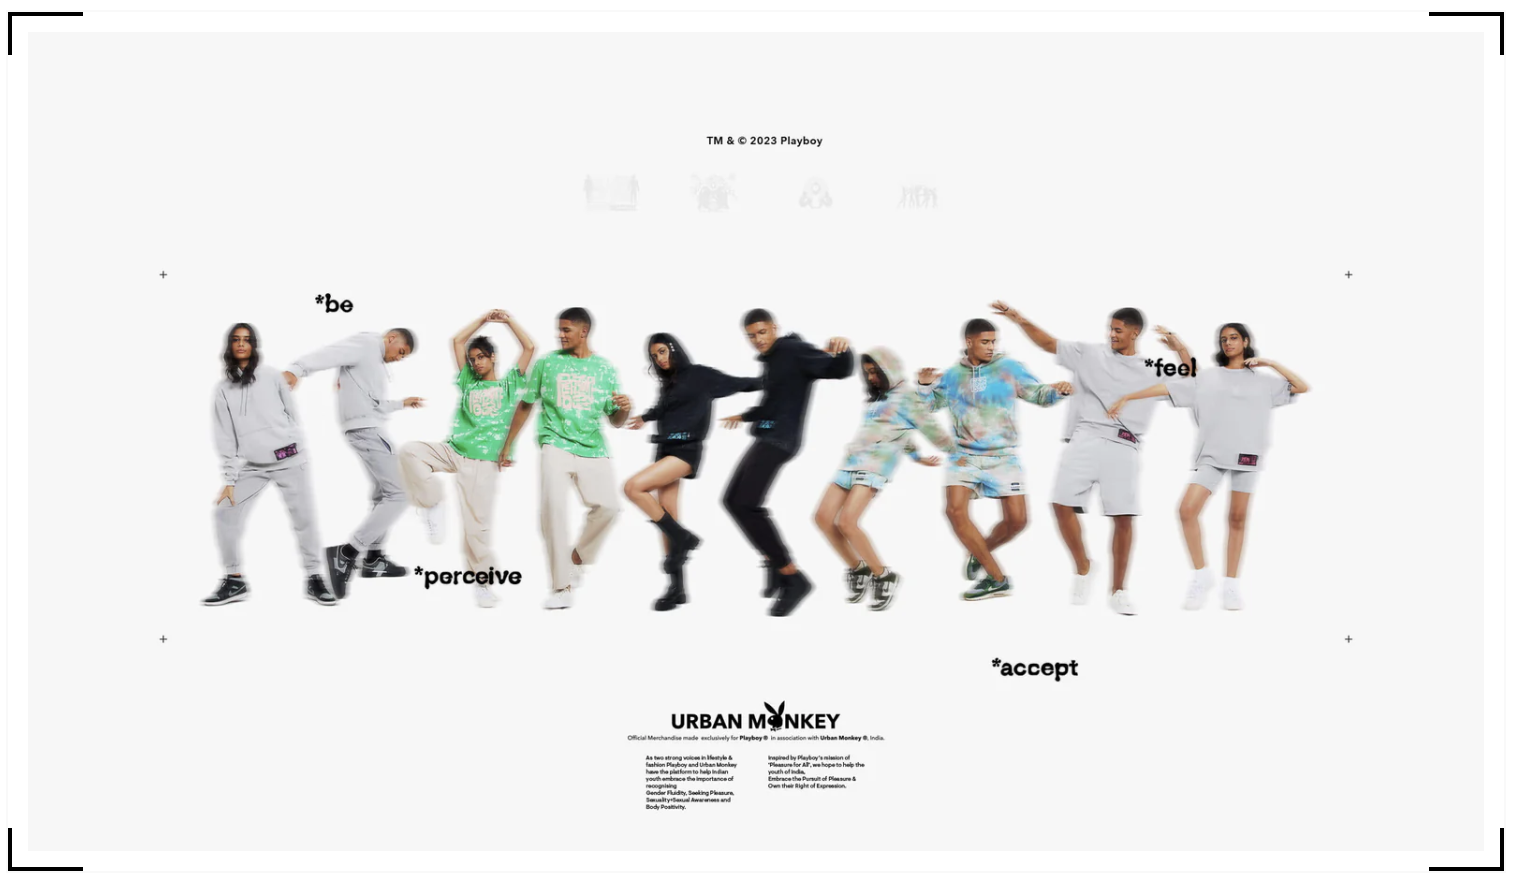 TM & © 2023 Playboy
*be
*feel
*perceive
*accept
URBAN MONKEY
Official Merchandise made exclusively for Playboy ® in association with Urban Monkey ®, India.
As two strong voices in lifestyle &
fashion Playboy and Urban Monkey
have the platform to help Indian
youth embrace the importance of
recognising
Gender Fluidity, Seeking Pleasure,
Sexuality+Sexual Awareness and
Body Positivity.
Inspired by Playboy's mission of
'Pleasure for All', we hope to help the
youth of India,
Embrace the Pursuit of Pleasure &
Own their Right of Expression.